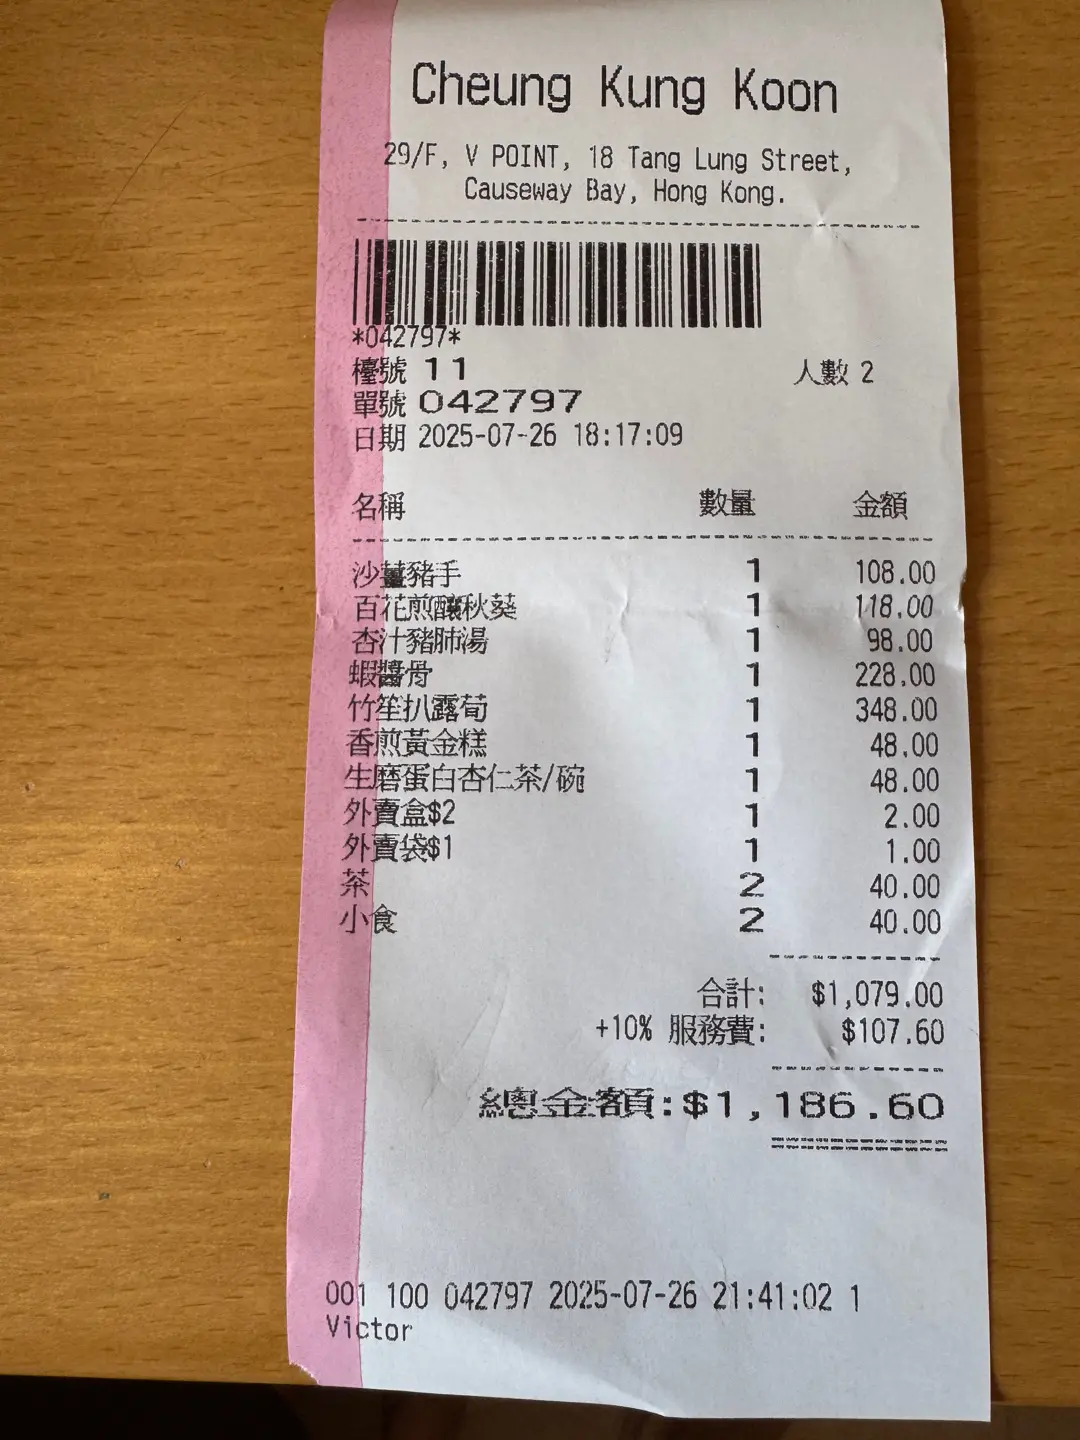 Cheung Kung Koon
29/F, V POINT, 18 Tang Lung Street,
Causeway Bay, Hong Kong.
*042797*
檯號 11 人數 2
單號 042797
日期 2025-07-26 18:17:09
名稱 數量 金額
沙薑豬手 1 108.00
百花煎釀秋葵 1 118.00
杏汁豬肺湯 1 98.00
蝦醬骨 1 228.00
竹笙扒露荀 1 348.00
香煎黃金糕 1 48.00
生磨蛋白杏仁茶/碗 1 48.00
外賣盒$2 1 2.00
外賣袋$1 1 1.00
茶 2 40.00
小食 2 40.00
合計: $1,079.00
+10% 服務費: $107.60
總金額:$1,186.60
001 100 042797 2025-07-26 21:41:02 1
Victor